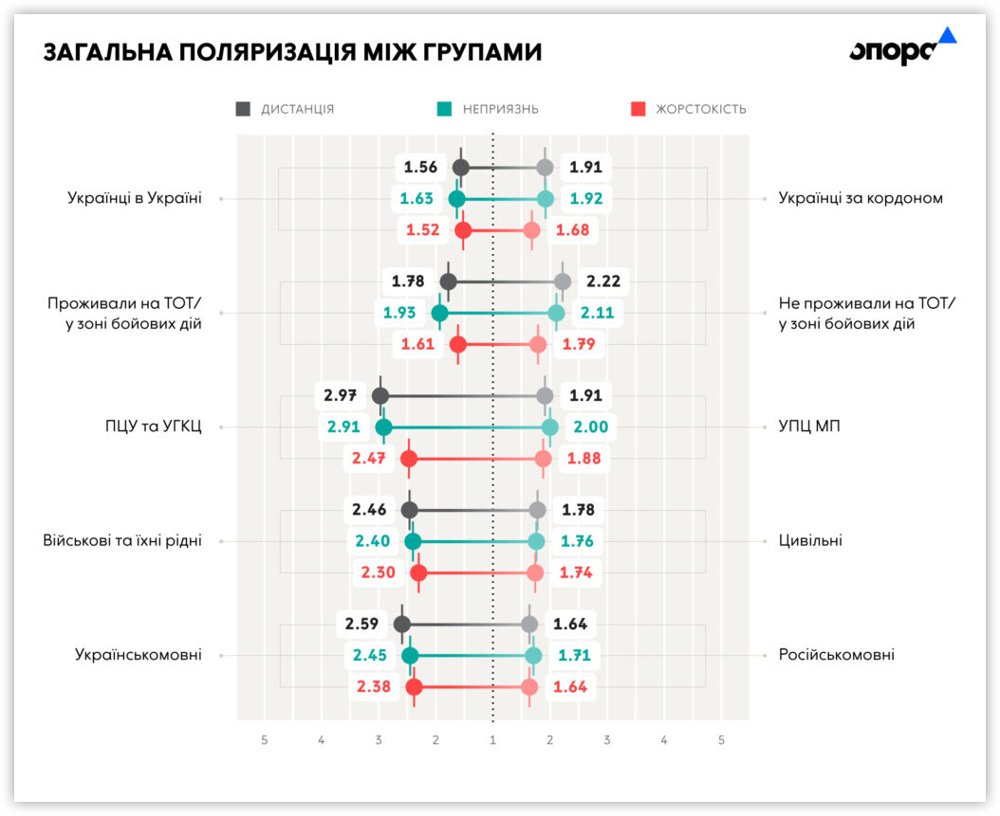 ЗАГАЛЬНА ПОЛЯРИЗАЦІЯ МІЖ ГРУПАМИ
опора
ДИСТАНЦІЯ
НЕПРИЯЗНЬ
ЖОРСТОКІСТЬ
Українці в Україні
1.56
1.91
1.63
1.92
1.52
1.68
Українці за кордоном
Проживали на ТОТ/
у зоні бойових дій
1.78
2.22
1.93
2.11
1.61
1.79
Не проживали на ТОТ/
у зоні бойових дій
ПЦУ та УГКЦ
2.97
1.91
2.91
2.00
2.47
1.88
УПЦ МП
Військові та їхні рідні
2.46
1.78
2.40
1.76
2.30
1.74
Цивільні
Українськомовні
2.59
1.64
2.45
1.71
2.38
1.64
Російськомовні
5 4 3 2 1 2 3 4 5